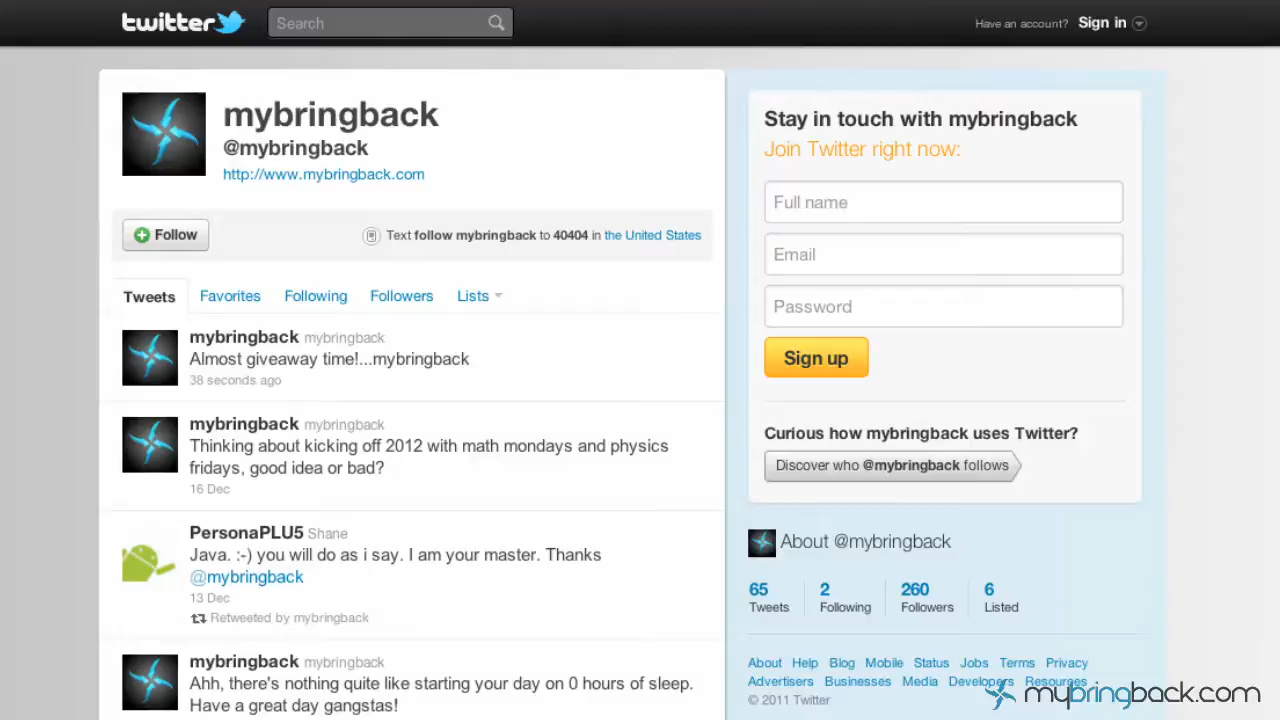 twitter
Search
Have an account? Sign in
mybringback
@mybringback
http://www.mybringback.com
Follow
Text follow mybringback to 40404 in the United States
Tweets Favorites Following Followers Lists
mybringback mybringback
Almost giveaway time!...mybringback
38 seconds ago
mybringback mybringback
Thinking about kicking off 2012 with math mondays and physics
fridays, good idea or bad?
16 Dec
PersonaPLU5 Shane
Java. :-) you will do as i say. I am your master. Thanks
@mybringback
13 Dec
Retweeted by mybringback
mybringback mybringback
Ahh, there's nothing quite like starting your day on 0 hours of sleep.
Have a great day gangstas!
Stay in touch with mybringback
Join Twitter right now:
Full name
Email
Password
Sign up
Curious how mybringback uses Twitter?
Discover who @mybringback follows
About @mybringback
65 2 260 6
Tweets Following Followers Listed
About Help Blog Mobile Status Jobs Terms Privacy
Advertisers Businesses Media Developers Resources
© 2011 Twitter
mybringback.com